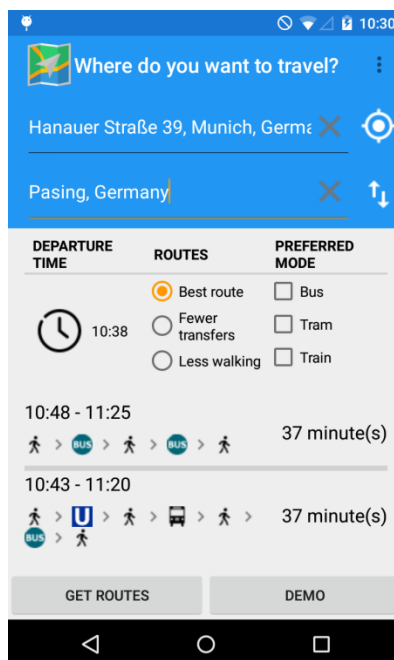 10:30
Where do you want to travel?
Hanauer Straße 39, Munich, Germa
Pasing, Germany
DEPARTURE TIME
ROUTES
PREFERRED MODE
10:38
Best route
Fewer transfers
Less walking
Bus
Tram
Train
10:48 - 11:25
BUS
BUS
37 minute(s)
10:43 - 11:20
U
BUS
37 minute(s)
GET ROUTES
DEMO